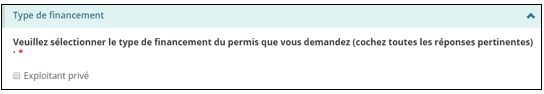 Type de financement
Veuillez sélectionner le type de financement du permis que vous demandez (cochez toutes les réponses pertinentes)
· *
Exploitant privé